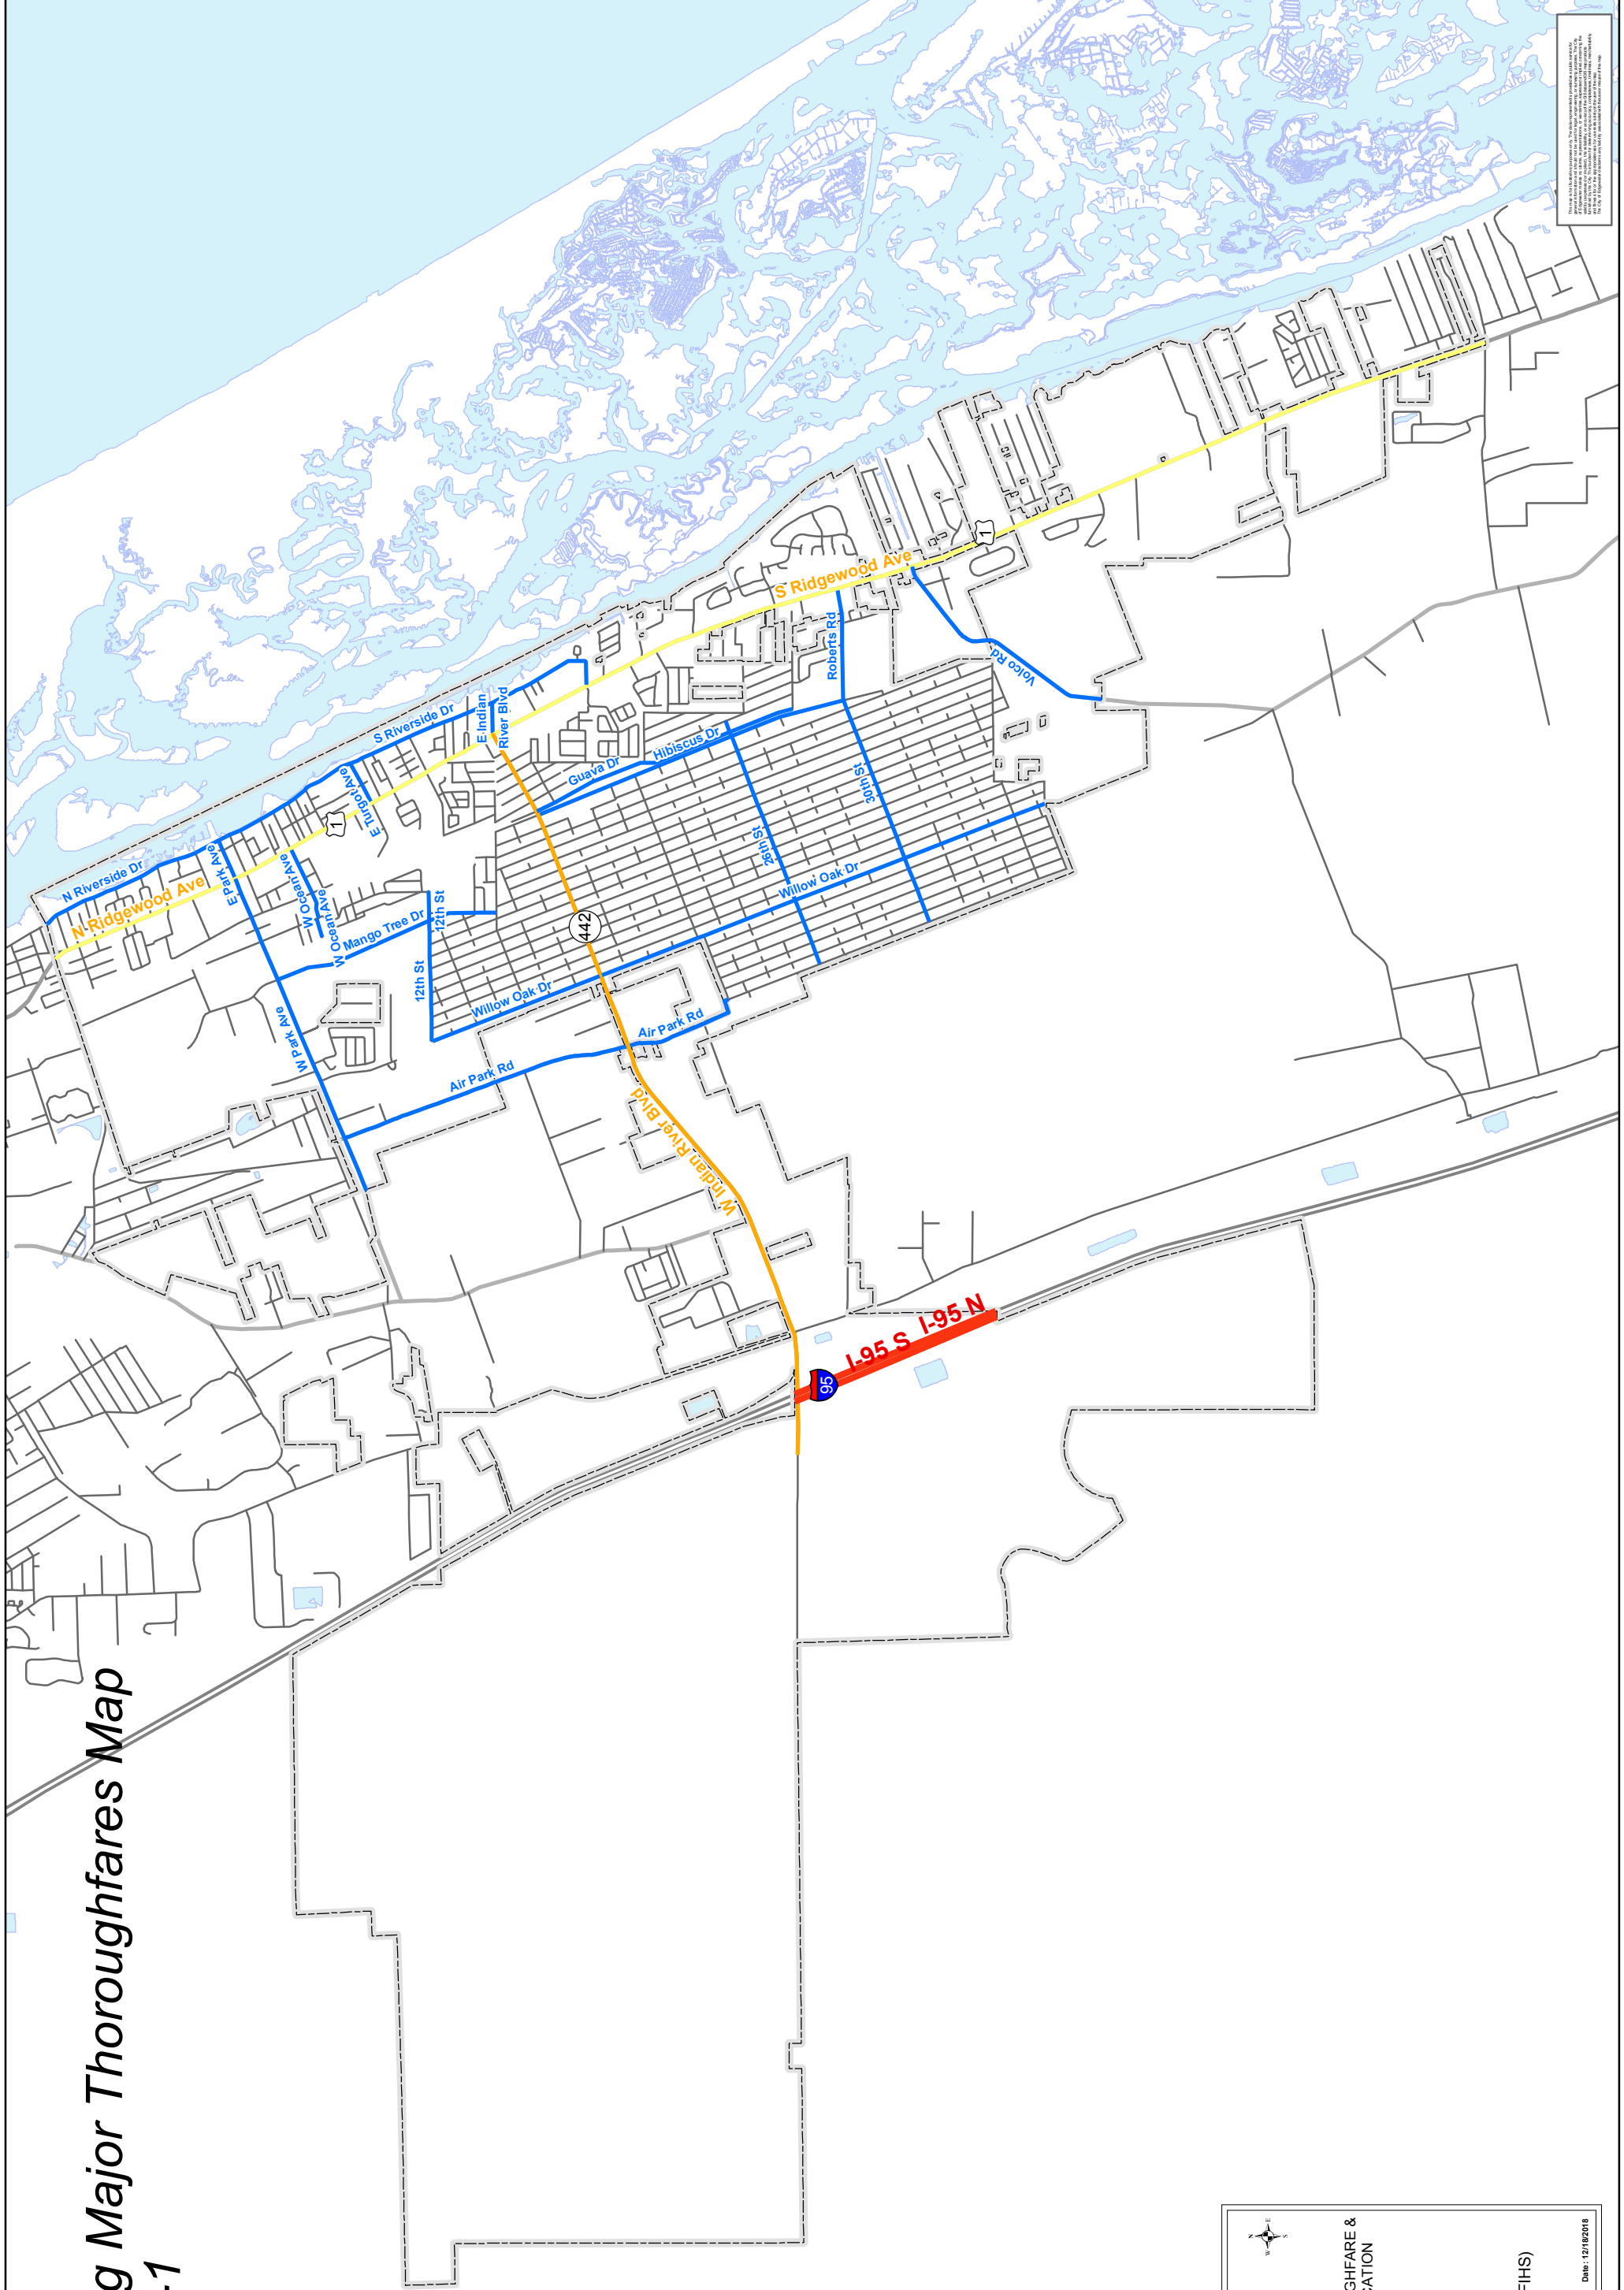 g Major Thoroughfares Map
-1
N Riverside Dr
N Ridgewood Ave
E Park Ave
W Ocean Ave
W Ocean Ave
W Ocean Ave
Mango Tree Dr
W Park Ave
12th St
12th St
1
E Turgot Ave
S Riverside Dr
E Indian
River Blvd
Guava Dr
Hibiscus Dr
442
Willow Oak Dr
Willow Oak Dr
Air Park Rd
Air Park Rd
W Indian River Blvd
26th St
30th St
Roberts Rd
S Ridgewood Ave
1
Volco Rd
I-95 S
I-95 N
95
N
W
E
S
GHFARE &
CATION
FIHS)
Date: 12/18/2018